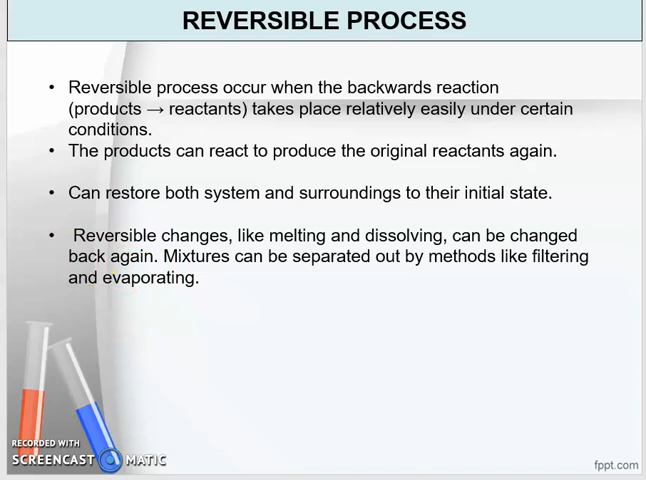 REVERSIBLE PROCESS
• Reversible process occur when the backwards reaction
(products → reactants) takes place relatively easily under certain
conditions.
• The products can react to produce the original reactants again.
• Can restore both system and surroundings to their initial state.
• Reversible changes, like melting and dissolving, can be changed
back again. Mixtures can be separated out by methods like filtering
and evaporating.
RECORDED WITH
SCREENCAST MATIC
fppt.com